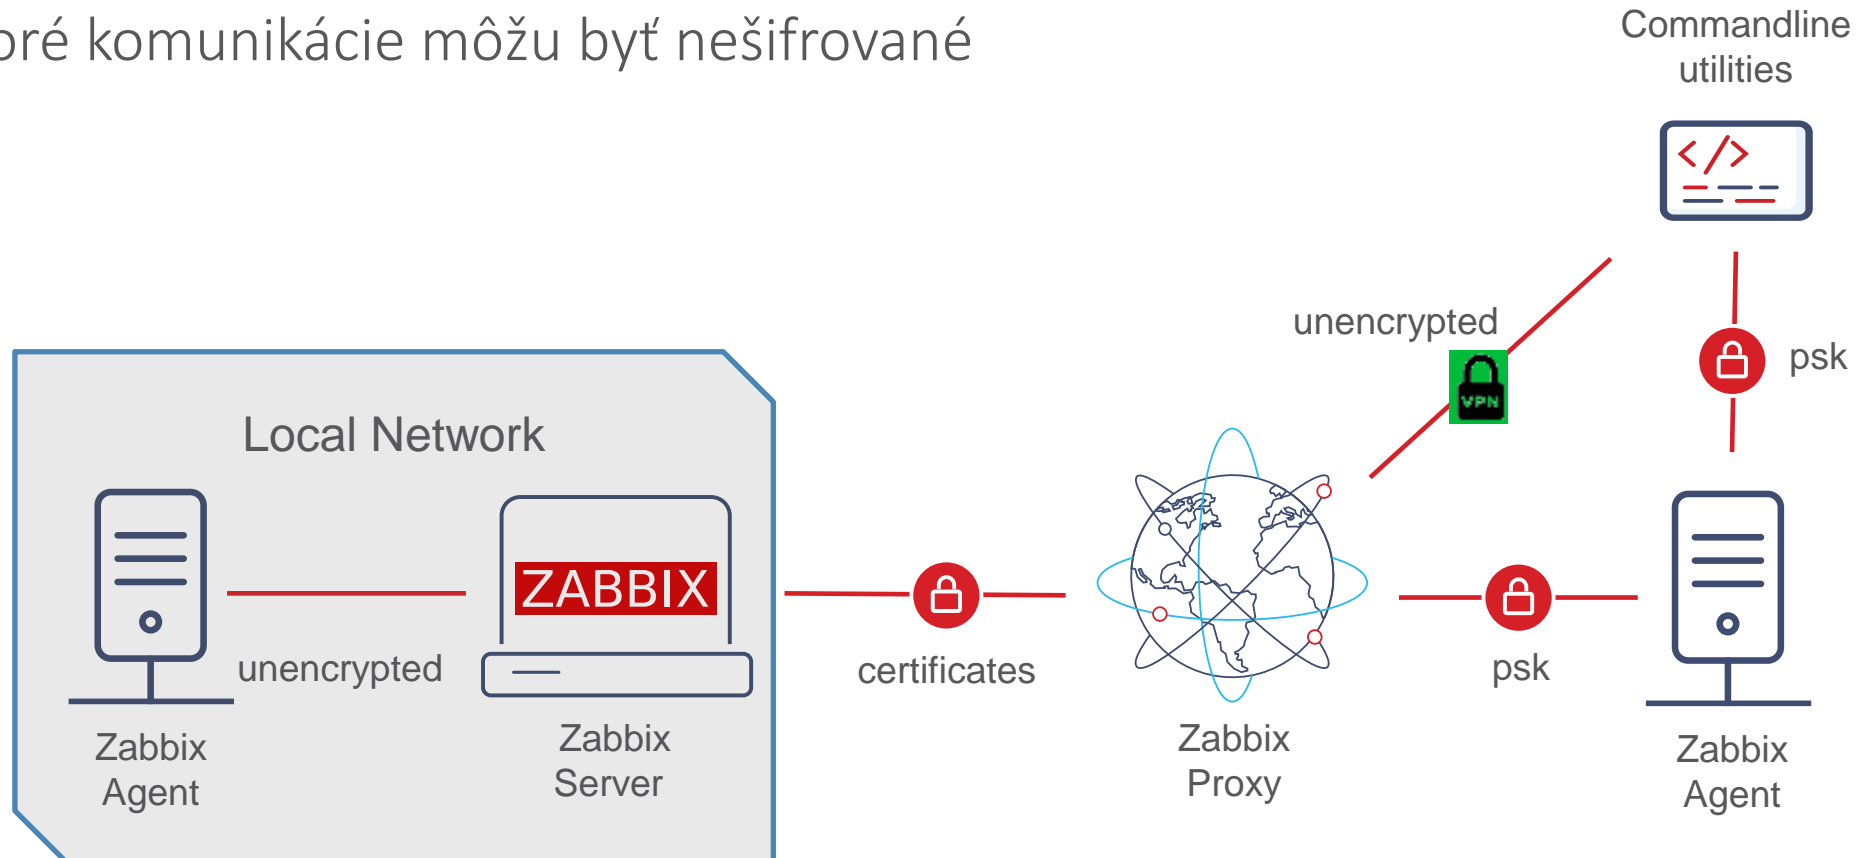 komunikácie môžu byť nešifrované
Commandline
utilities
</>
unencrypted
VPN
psk
Local Network
ZABBIX
unencrypted
certificates
psk
Zabbix
Agent
Zabbix
Server
Zabbix
Proxy
Zabbix
Agent